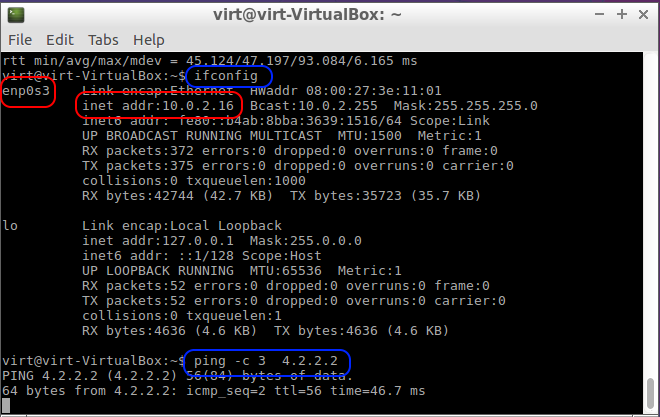 virt@virt-VirtualBox: ~
File Edit Tabs Help
rtt min/avg/max/mdev = 45.124/47.197/93.084/6.165 ms
virt@virt-VirtualBox:~$ ifconfig
enp0s3 Link encap:Ethernet HWaddr 08:00:27:3e:11:01
inet addr:10.0.2.16 Bcast:10.0.2.255 Mask:255.255.255.0
inet6 addr: fe80::b4ab:8bba:3639:1516/64 Scope:Link
UP BROADCAST RUNNING MULTICAST MTU:1500 Metric:1
RX packets:372 errors:0 dropped:0 overruns:0 frame:0
TX packets:375 errors:0 dropped:0 overruns:0 carrier:0
collisions:0 txqueuelen:1000
RX bytes:42744 (42.7 KB) TX bytes:35723 (35.7 KB)
lo Link encap:Local Loopback
inet addr:127.0.0.1 Mask:255.0.0.0
inet6 addr: ::1/128 Scope:Host
UP LOOPBACK RUNNING MTU:65536 Metric:1
RX packets:52 errors:0 dropped:0 overruns:0 frame:0
TX packets:52 errors:0 dropped:0 overruns:0 carrier:0
collisions:0 txqueuelen:1
RX bytes:4636 (4.6 KB) TX bytes:4636 (4.6 KB)
virt@virt-VirtualBox:~$ ping -c 3 4.2.2.2
PING 4.2.2.2 (4.2.2.2) 56(84) bytes of data.
64 bytes from 4.2.2.2: icmp_seq=2 ttl=56 time=46.7 ms